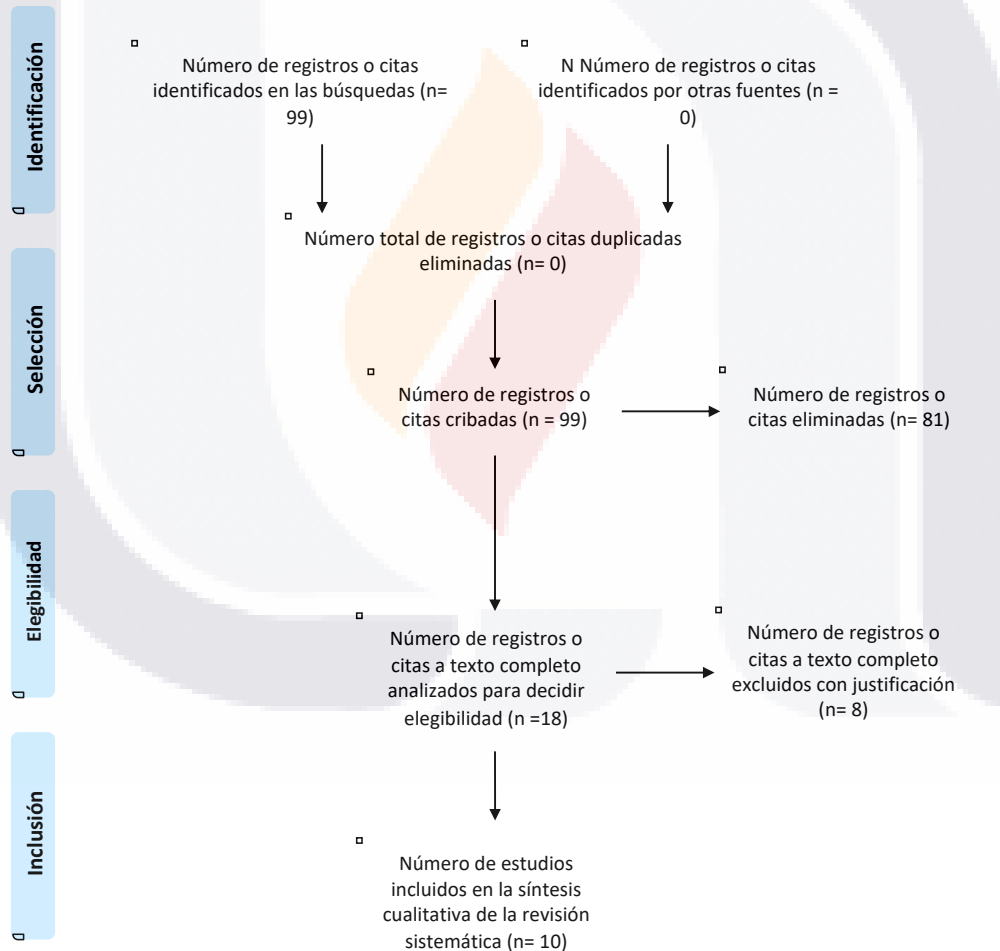 Identificación
Número de registros o citas
identificados en las búsquedas (n=
99)
N Número de registros o citas
identificados por otras fuentes (n =
0)
Número total de registros o citas duplicadas
eliminadas (n= 0)
Selección
Número de registros o
citas cribadas (n = 99)
Número de registros o
citas eliminadas (n= 81)
Elegibilidad
Número de registros o
citas a texto completo
analizados para decidir
elegibilidad (n =18)
Número de registros o
citas a texto completo
excluidos con justificación
(n= 8)
Inclusión
Número de estudios
incluidos en la síntesis
cualitativa de la revisión
sistemática (n= 10)